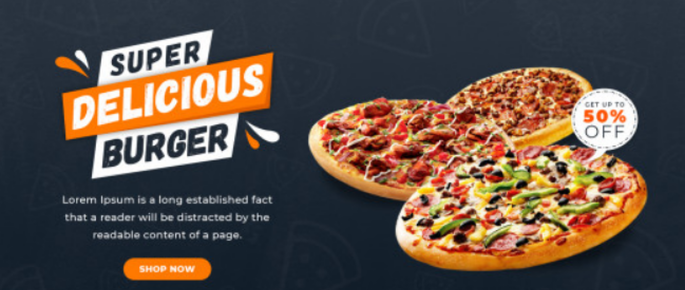 SUPER
DELICIOUS
BURGER
Lorem Ipsum is a long established fact
that a reader will be distracted by the
readable content of a page.
SHOP NOW
GET UP TO
50%
OFF